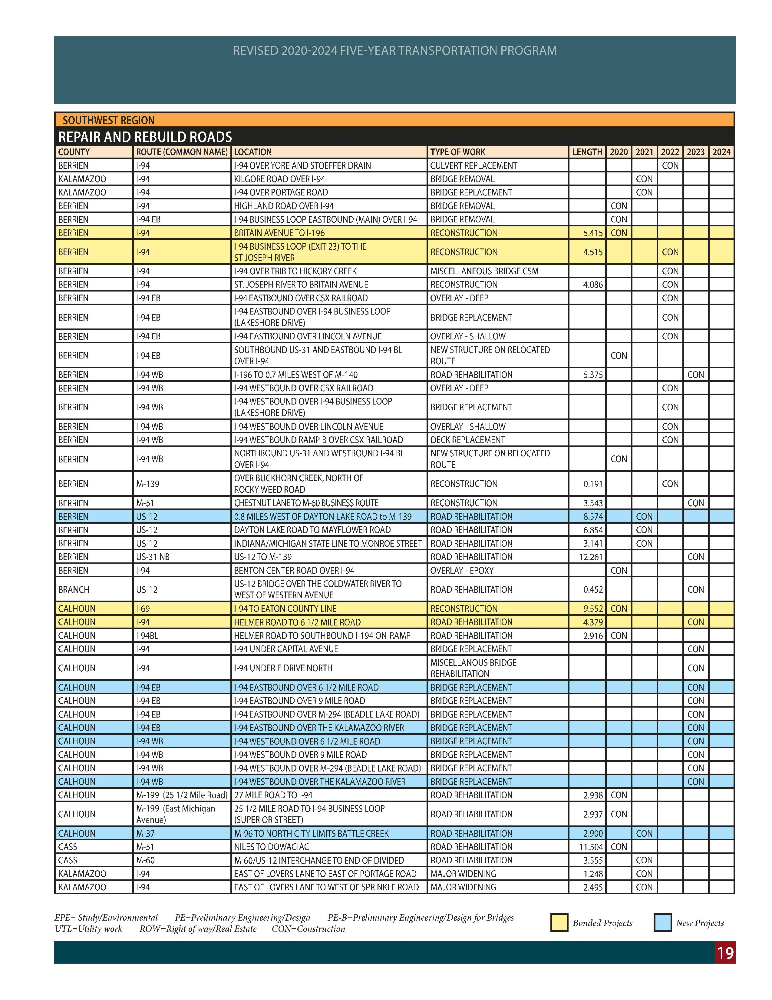 REVISED 2020-2024 FIVE-YEAR TRANSPORTATION PROGRAM
SOUTHWEST REGION
REPAIR AND REBUILD ROADS
COUNTY ROUTE (COMMON NAME) LOCATION TYPE OF WORK LENGTH 2020 2021 2022 2023 2024
BERRIEN I-94 I-94 OVER YORE AND STOEFFER DRAIN CULVERT REPLACEMENT CON
KALAMAZOO I-94 KILGORE ROAD OVER I-94 BRIDGE REMOVAL CON
KALAMAZOO I-94 I-94 OVER PORTAGE ROAD BRIDGE REPLACEMENT CON
BERRIEN I-94 HIGHLAND ROAD OVER I-94 BRIDGE REMOVAL CON
BERRIEN I-94 EB I-94 BUSINESS LOOP EASTBOUND (MAIN) OVER I-94 BRIDGE REMOVAL CON
BERRIEN I-94 BRITAIN AVENUE TO I-196 RECONSTRUCTION 5.415 CON
BERRIEN I-94 I-94 BUSINESS LOOP (EXIT 23) TO THE
ST JOSEPH RIVER RECONSTRUCTION 4.515 CON
BERRIEN I-94 I-94 OVER TRIB TO HICKORY CREEK MISCELLANEOUS BRIDGE CSM CON
BERRIEN I-94 ST. JOSEPH RIVER TO BRITAIN AVENUE RECONSTRUCTION 4.086 CON
BERRIEN I-94 EB I-94 EASTBOUND OVER CSX RAILROAD OVERLAY - DEEP CON
BERRIEN I-94 EB I-94 EASTBOUND OVER I-94 BUSINESS LOOP
(LAKESHORE DRIVE) BRIDGE REPLACEMENT CON
BERRIEN I-94 EB I-94 EASTBOUND OVER LINCOLN AVENUE OVERLAY - SHALLOW CON
BERRIEN I-94 EB SOUTHBOUND US-31 AND EASTBOUND I-94 BL
OVER I-94 NEW STRUCTURE ON RELOCATED
ROUTE CON
BERRIEN I-94 WB I-196 TO 0.7 MILES WEST OF M-140 ROAD REHABILITATION 5.375 CON
BERRIEN I-94 WB I-94 WESTBOUND OVER CSX RAILROAD OVERLAY - DEEP CON
BERRIEN I-94 WB I-94 WESTBOUND OVER I-94 BUSINESS LOOP
(LAKESHORE DRIVE) BRIDGE REPLACEMENT CON
BERRIEN I-94 WB I-94 WESTBOUND OVER LINCOLN AVENUE OVERLAY - SHALLOW CON
BERRIEN I-94 WB I-94 WESTBOUND RAMP B OVER CSX RAILROAD DECK REPLACEMENT CON
BERRIEN I-94 WB NORTHBOUND US-31 AND WESTBOUND I-94 BL
OVER I-94 NEW STRUCTURE ON RELOCATED
ROUTE CON
BERRIEN M-139 OVER BUCKHORN CREEK, NORTH OF
ROCKY WEED ROAD RECONSTRUCTION 0.191 CON
BERRIEN M-51 CHESTNUT LANE TO M-60 BUSINESS ROUTE RECONSTRUCTION 3.543 CON
BERRIEN US-12 0.8 MILES WEST OF DAYTON LAKE ROAD to M-139 ROAD REHABILITATION 8.574 CON
BERRIEN US-12 DAYTON LAKE ROAD TO MAYFLOWER ROAD ROAD REHABILITATION 6.854 CON
BERRIEN US-12 INDIANA/MICHIGAN STATE LINE TO MONROE STREET ROAD REHABILITATION 3.141 CON
BERRIEN US-31 NB US-12 TO M-139 ROAD REHABILITATION 12.261 CON
BERRIEN I-94 BENTON CENTER ROAD OVER I-94 OVERLAY - EPOXY CON
BRANCH US-12 US-12 BRIDGE OVER THE COLDWATER RIVER TO
WEST OF WESTERN AVENUE ROAD REHABILITATION 0.452 CON
CALHOUN I-69 I-94 TO EATON COUNTY LINE RECONSTRUCTION 9.552 CON
CALHOUN I-94 HELMER ROAD TO 6 1/2 MILE ROAD ROAD REHABILITATION 4.379 CON
CALHOUN I-94BL HELMER ROAD TO SOUTHBOUND I-194 ON-RAMP ROAD REHABILITATION 2.916 CON
CALHOUN I-94 I-94 UNDER CAPITAL AVENUE BRIDGE REPLACEMENT CON
CALHOUN I-94 I-94 UNDER F DRIVE NORTH MISCELLANOUS BRIDGE
REHABILITATION CON
CALHOUN I-94 EB I-94 EASTBOUND OVER 6 1/2 MILE ROAD BRIDGE REPLACEMENT CON
CALHOUN I-94 EB I-94 EASTBOUND OVER 9 MILE ROAD BRIDGE REPLACEMENT CON
CALHOUN I-94 EB I-94 EASTBOUND OVER M-294 (BEADLE LAKE ROAD) BRIDGE REPLACEMENT CON
CALHOUN I-94 EB I-94 EASTBOUND OVER THE KALAMAZOO RIVER BRIDGE REPLACEMENT CON
CALHOUN I-94 WB I-94 WESTBOUND OVER 6 1/2 MILE ROAD BRIDGE REPLACEMENT CON
CALHOUN I-94 WB I-94 WESTBOUND OVER 9 MILE ROAD BRIDGE REPLACEMENT CON
CALHOUN I-94 WB I-94 WESTBOUND OVER M-294 (BEADLE LAKE ROAD) BRIDGE REPLACEMENT CON
CALHOUN I-94 WB I-94 WESTBOUND OVER THE KALAMAZOO RIVER BRIDGE REPLACEMENT CON
CALHOUN M-199 (25 1/2 Mile Road) 27 MILE ROAD TO I-94 ROAD REHABILITATION 2.938 CON
CALHOUN M-199 (East Michigan
Avenue) 25 1/2 MILE ROAD TO I-94 BUSINESS LOOP
(SUPERIOR STREET) ROAD REHABILITATION 2.937 CON
CALHOUN M-37 M-96 TO NORTH CITY LIMITS BATTLE CREEK ROAD REHABILITATION 2.900 CON
CASS M-51 NILES TO DOWAGIAC ROAD REHABILITATION 11.504 CON
CASS M-60 M-60/US-12 INTERCHANGE TO END OF DIVIDED ROAD REHABILITATION 3.555 CON
KALAMAZOO I-94 EAST OF LOVERS LANE TO EAST OF PORTAGE ROAD MAJOR WIDENING 1.248 CON
KALAMAZOO I-94 EAST OF LOVERS LANE TO WEST OF SPRINKLE ROAD MAJOR WIDENING 2.495 CON
EPE= Study/Environmental PE=Preliminary Engineering/Design PE-B=Preliminary Engineering/Design for Bridges
UTL=Utility work ROW=Right of way/Real Estate CON=Construction
Bonded Projects New Projects
19